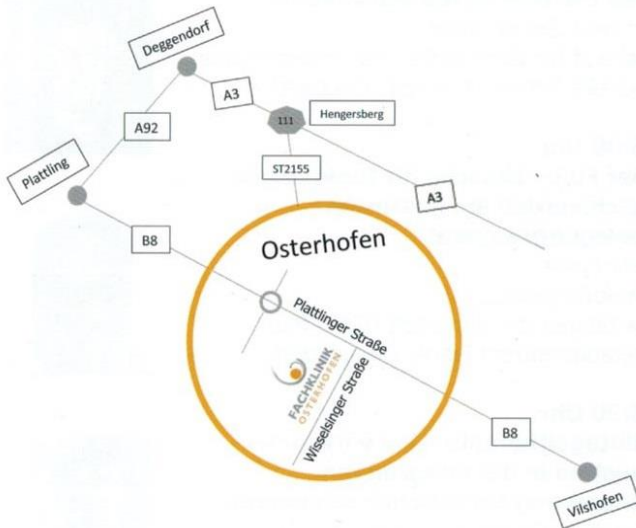 Deggendorf
A3
111
Hengersberg
A92
ST2155
Plattling
A3
B8
Osterhofen
Plattlinger Straße
FACHKLINIK
OSTERHOFEN
Wisselsinger Straße
B8
Vilshofen